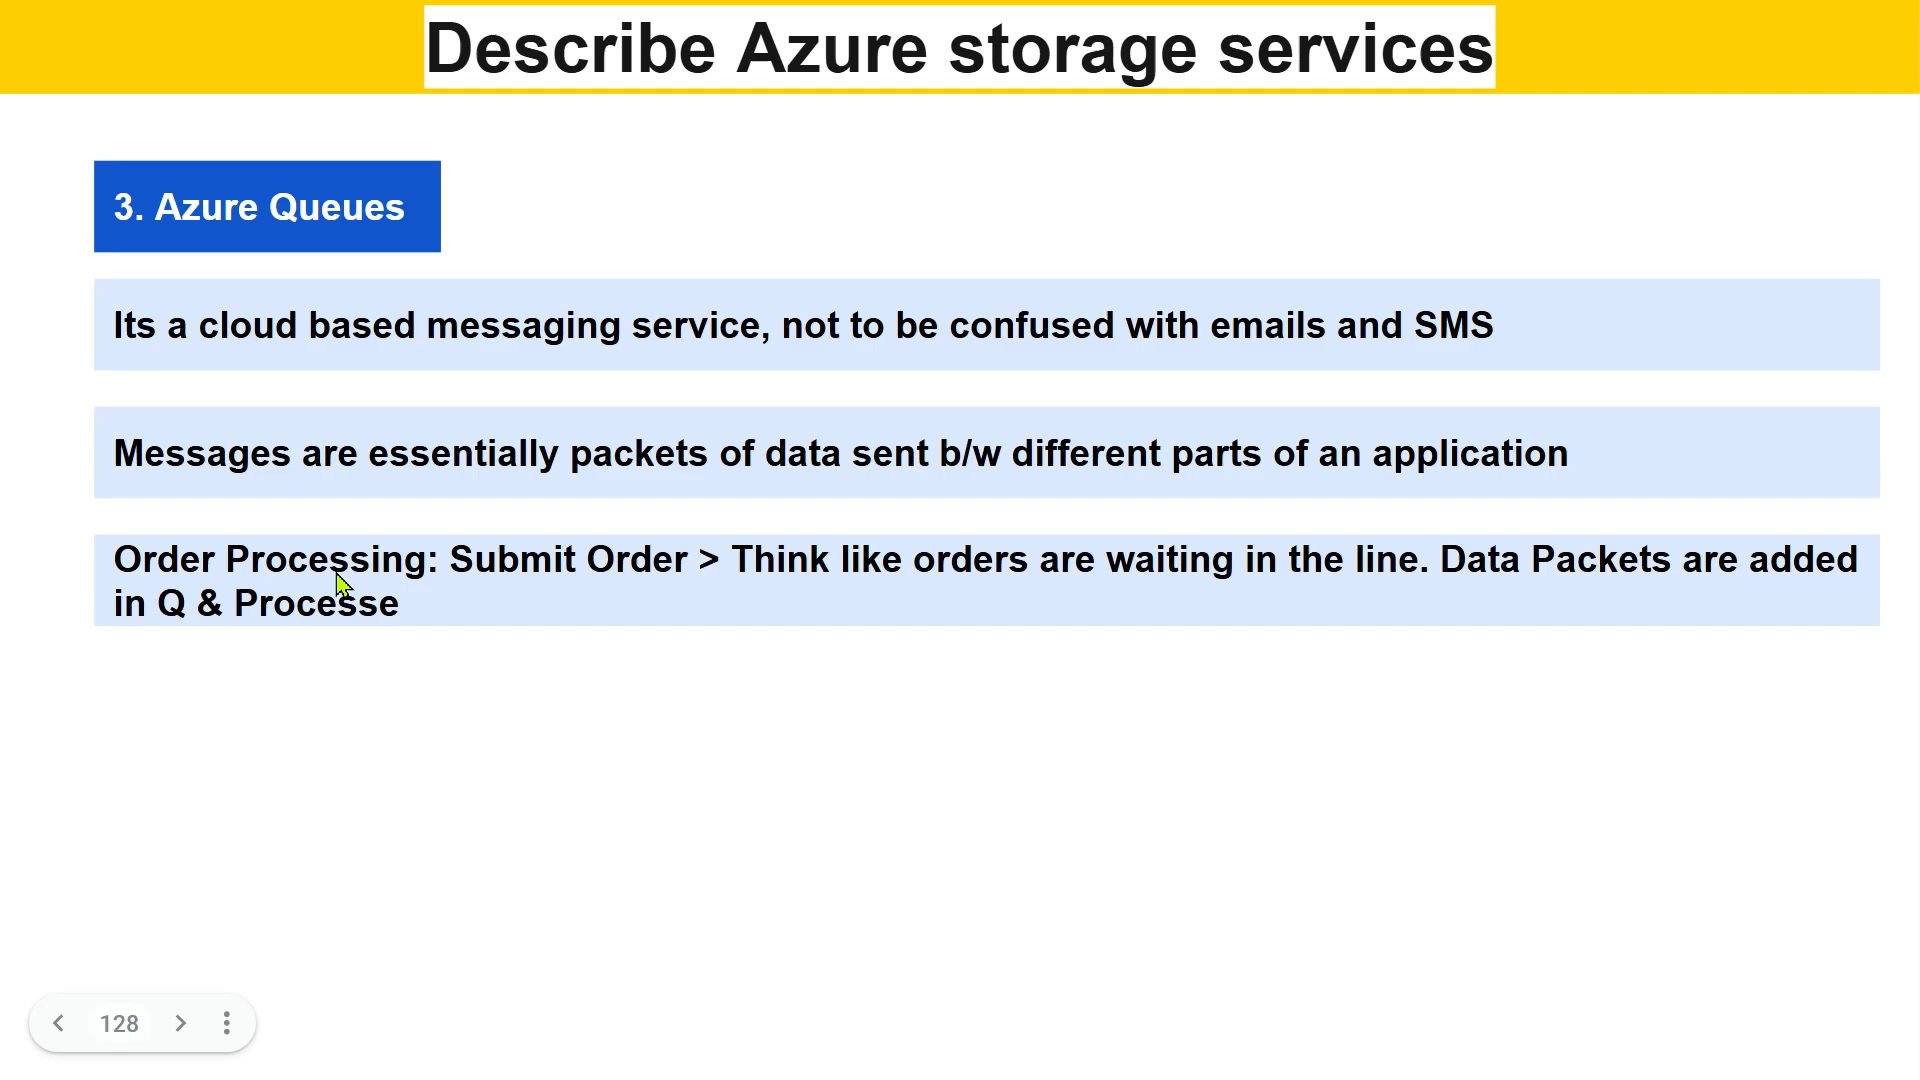 Describe Azure storage services
3. Azure Queues
Its a cloud based messaging service, not to be confused with emails and SMS
Messages are essentially packets of data sent b/w different parts of an application
Order Processing: Submit Order > Think like orders are waiting in the line. Data Packets are added
in Q & Processe
128